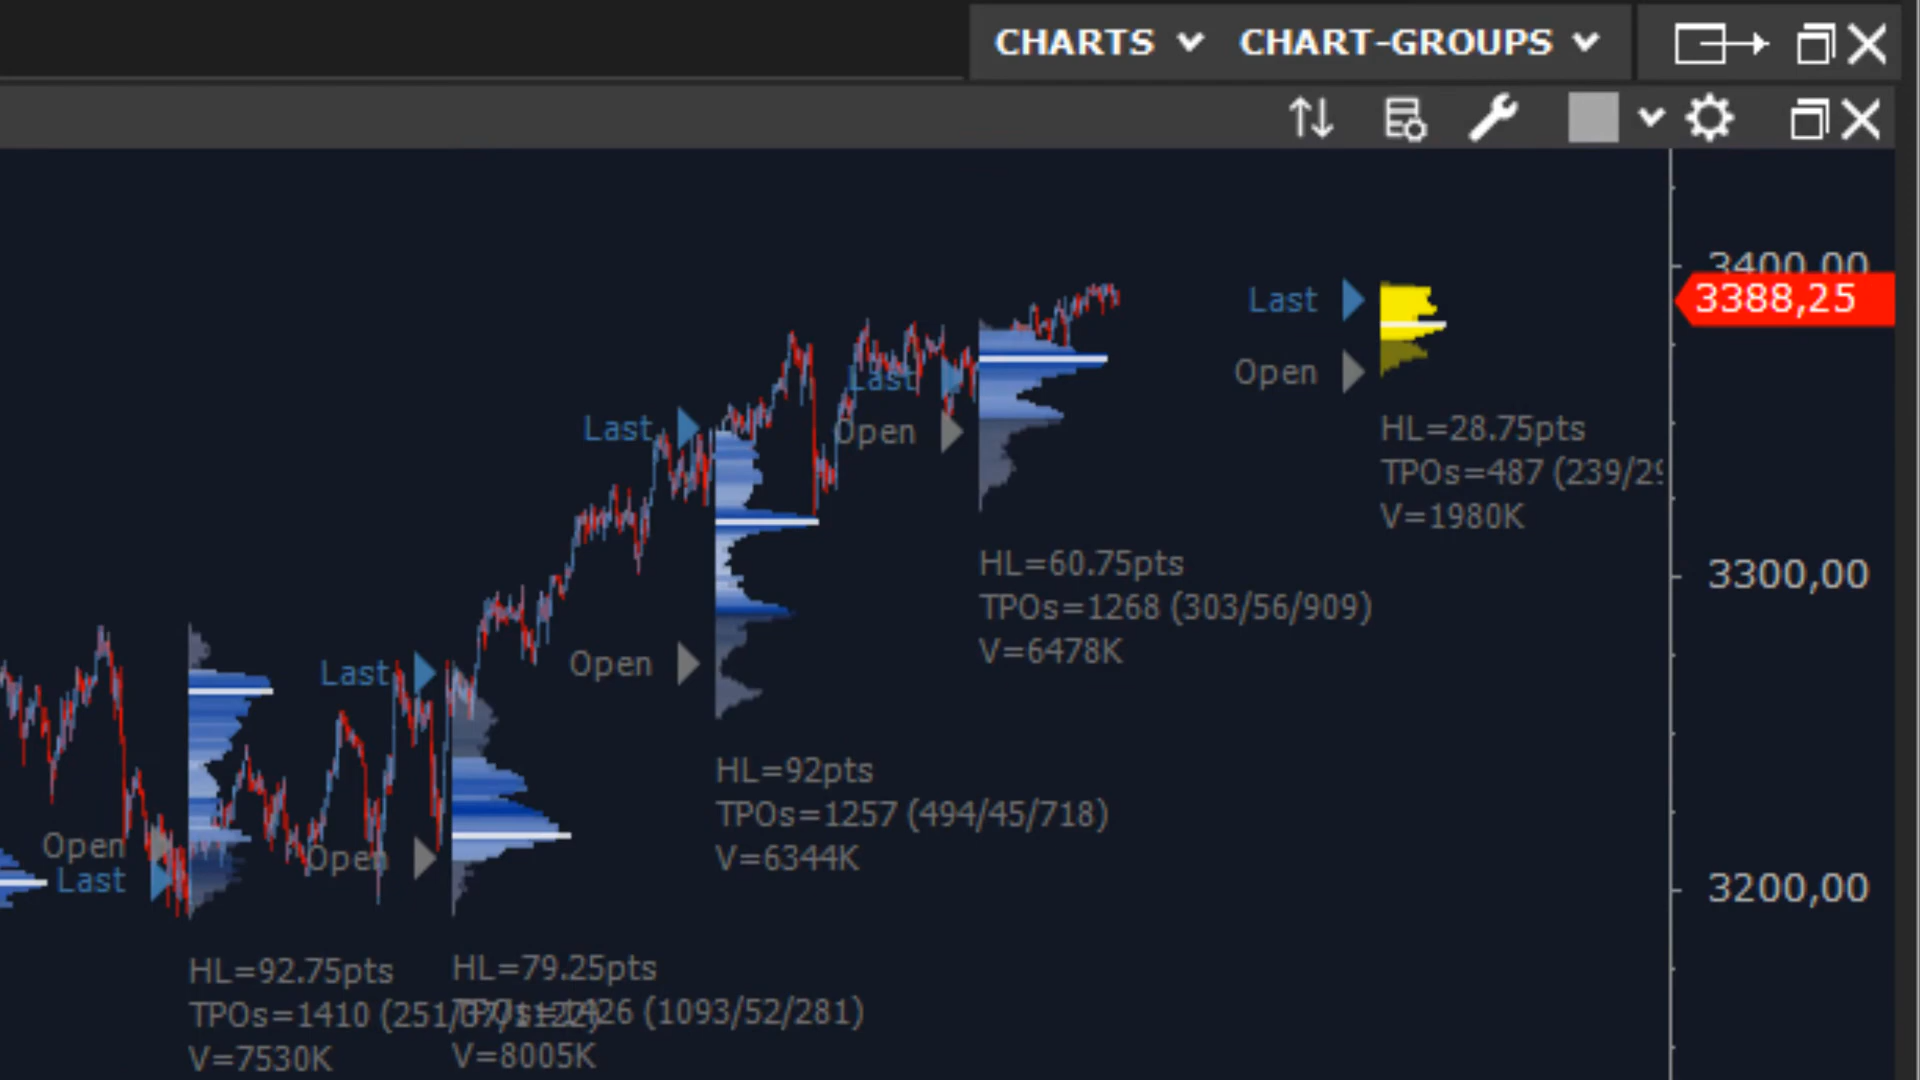 CHARTS CHART-GROUPS
3400,00
3388,25
Last
Open
HL=28.75pts
TPOs=487 (239/
V=1980K
Last
Open
HL=60.75pts
TPOs=1268 (303/56/909)
V=6478K
3300,00
Last
Open
HL=92pts
TPOs=1257 (494/45/718)
V=6344K
Last
Open
HL=79.25pts
TPOs=1426 (1093/52/281)
V=8005K
3200,00
Open
Last
HL=92.75pts
TPOs=1410 (251/
V=7530K